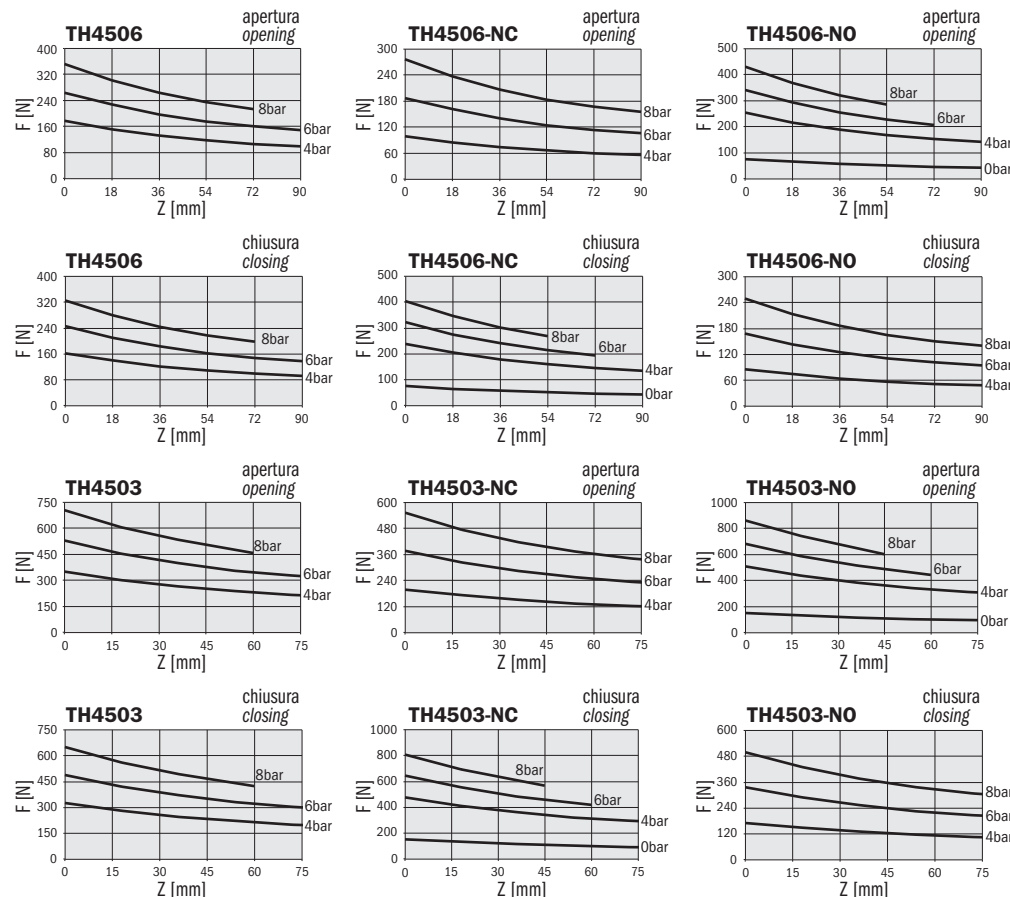 TH4506
apertura
opening
400
320
240
160
80
0
F [N]
8bar
6bar
4bar
0 18 36 54 72 90
Z [mm]
TH4506-NC
apertura
opening
300
240
180
120
60
0
F [N]
8bar
6bar
4bar
0 18 36 54 72 90
Z [mm]
TH4506-NO
apertura
opening
500
400
300
200
100
0
F [N]
8bar
6bar
4bar
0bar
0 18 36 54 72 90
Z [mm]
TH4506
chiusura
closing
400
320
240
160
80
0
F [N]
8bar
6bar
4bar
0 18 36 54 72 90
Z [mm]
TH4506-NC
chiusura
closing
500
400
300
200
100
0
F [N]
8bar
6bar
4bar
0bar
0 18 36 54 72 90
Z [mm]
TH4506-NO
chiusura
closing
300
240
180
120
60
0
F [N]
8bar
6bar
4bar
0 18 36 54 72 90
Z [mm]
TH4503
apertura
opening
750
600
450
300
150
0
F [N]
8bar
6bar
4bar
0 15 30 45 60 75
Z [mm]
TH4503-NC
apertura
opening
600
480
360
240
120
0
F [N]
8bar
6bar
4bar
0 15 30 45 60 75
Z [mm]
TH4503-NO
apertura
opening
1000
800
600
400
200
0
F [N]
8bar
6bar
4bar
0bar
0 15 30 45 60 75
Z [mm]
TH4503
chiusura
closing
750
600
450
300
150
0
F [N]
8bar
6bar
4bar
0 15 30 45 60 75
Z [mm]
TH4503-NC
chiusura
closing
1000
800
600
400
200
0
F [N]
8bar
6bar
4bar
0bar
0 15 30 45 60 75
Z [mm]
TH4503-NO
chiusura
closing
600
480
360
240
120
0
F [N]
8bar
6bar
4bar
0 15 30 45 60 75
Z [mm]